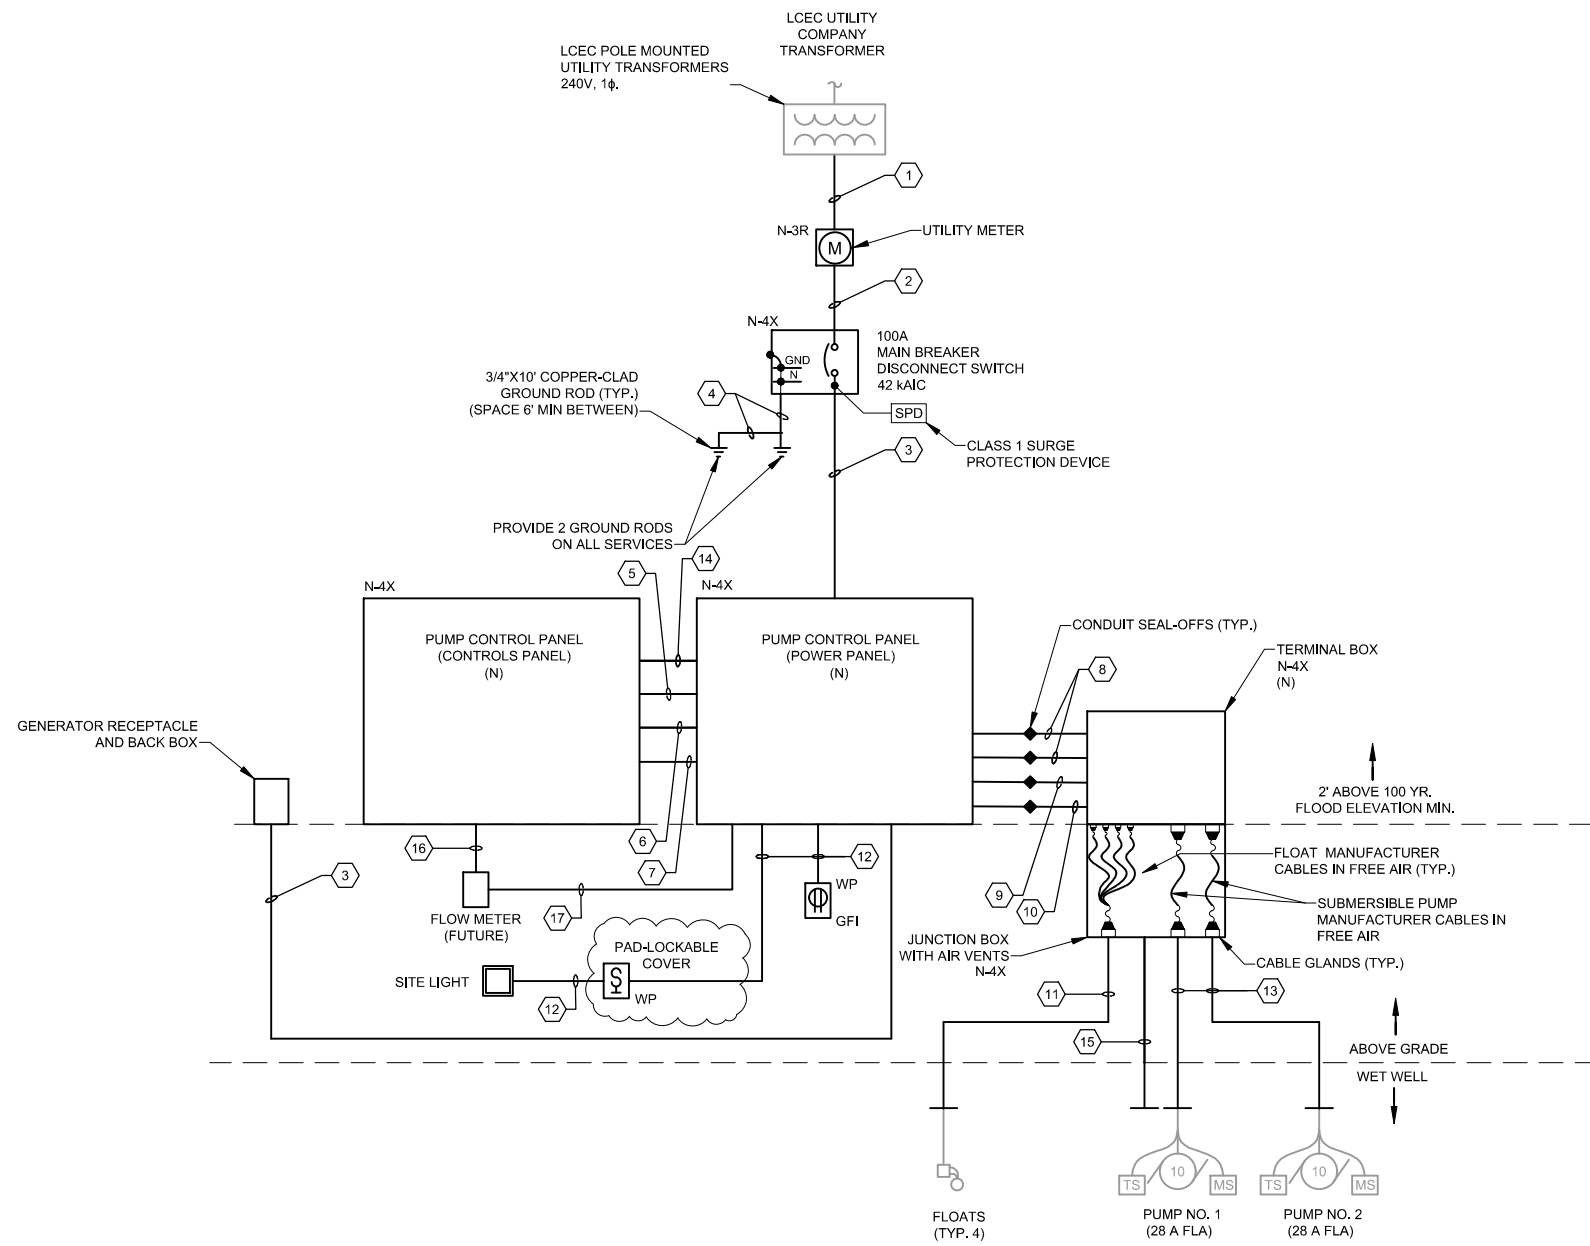 LCEC UTILITY
COMPANY
TRANSFORMER
LCEC POLE MOUNTED
UTILITY TRANSFORMERS
240V, 1ϕ.
1
N-3R
M
UTILITY METER
2
N-4X
GND
N
100A
MAIN BREAKER
DISCONNECT SWITCH
42 kAIC
3/4"X10' COPPER-CLAD
GROUND ROD (TYP.)
(SPACE 6' MIN BETWEEN)
4
SPD
3
CLASS 1 SURGE
PROTECTION DEVICE
PROVIDE 2 GROUND RODS
ON ALL SERVICES
14
5
N-4X
N-4X
PUMP CONTROL PANEL
(CONTROLS PANEL)
(N)
PUMP CONTROL PANEL
(POWER PANEL)
(N)
CONDUIT SEAL-OFFS (TYP.)
8
TERMINAL BOX
N-4X
(N)
GENERATOR RECEPTACLE
AND BACK BOX
2' ABOVE 100 YR.
FLOOD ELEVATION MIN.
6
7
16
12
3
9
10
FLOAT MANUFACTURER
CABLES IN FREE AIR (TYP.)
WP
GFI
17
FLOW METER
(FUTURE)
SUBMERSIBLE PUMP
MANUFACTURER CABLES IN
FREE AIR
PAD-LOCKABLE
COVER
JUNCTION BOX
WITH AIR VENTS
N-4X
CABLE GLANDS (TYP.)
SITE LIGHT
WP
12
11
13
15
ABOVE GRADE
WET WELL
TS
10
MS
TS
10
MS
FLOATS
(TYP. 4)
PUMP NO. 1
(28 A FLA)
PUMP NO. 2
(28 A FLA)